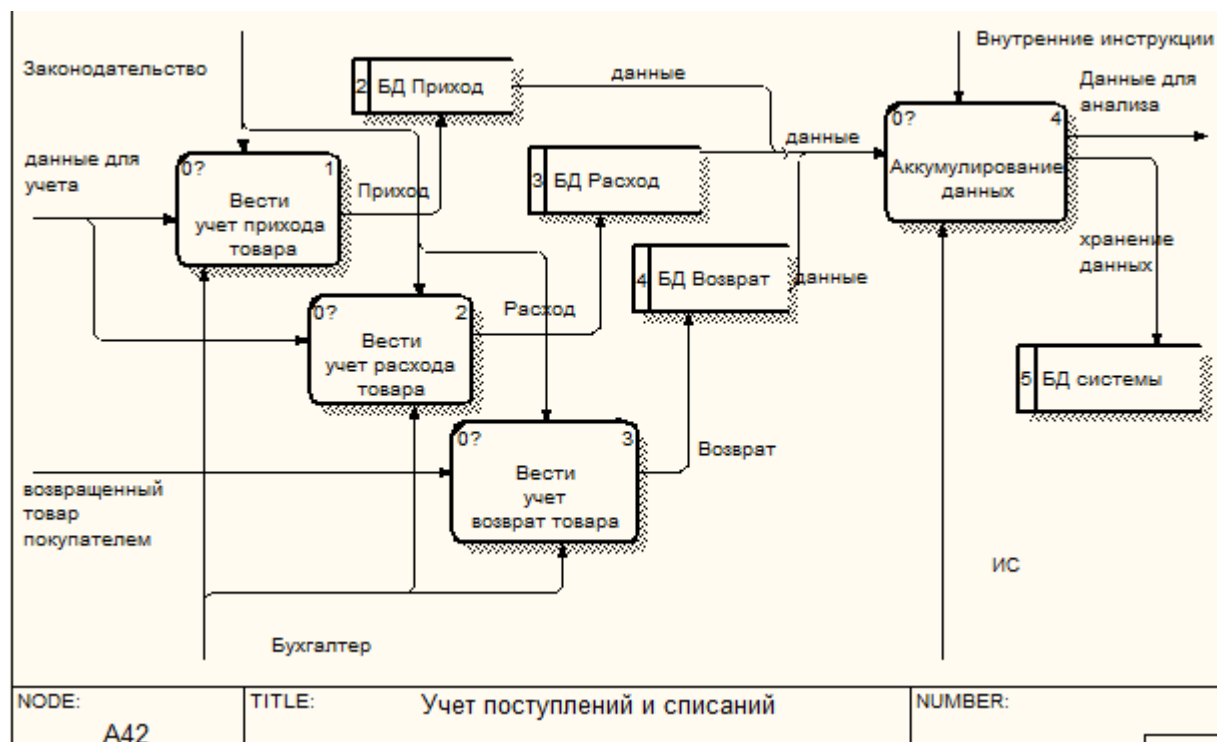 Законодательство
2 БД Приход
данные
Внутренние инструкции
Данные для
анализа
данные для
учета
0? 1
Вести
учет прихода
товара
Приход
3 БД Расход
данные
0? 4
Аккумулирование
данных
хранение
данных
4 БД Возврат
данные
0? 2
Вести
учет расхода
товара
Расход
5 БД системы
0? 3
Вести
учет
возврат товара
Возврат
возвращенный
товар
покупателем
ИС
Бухгалтер
NODE:
A42
TITLE:
Учет поступлений и списаний
NUMBER: